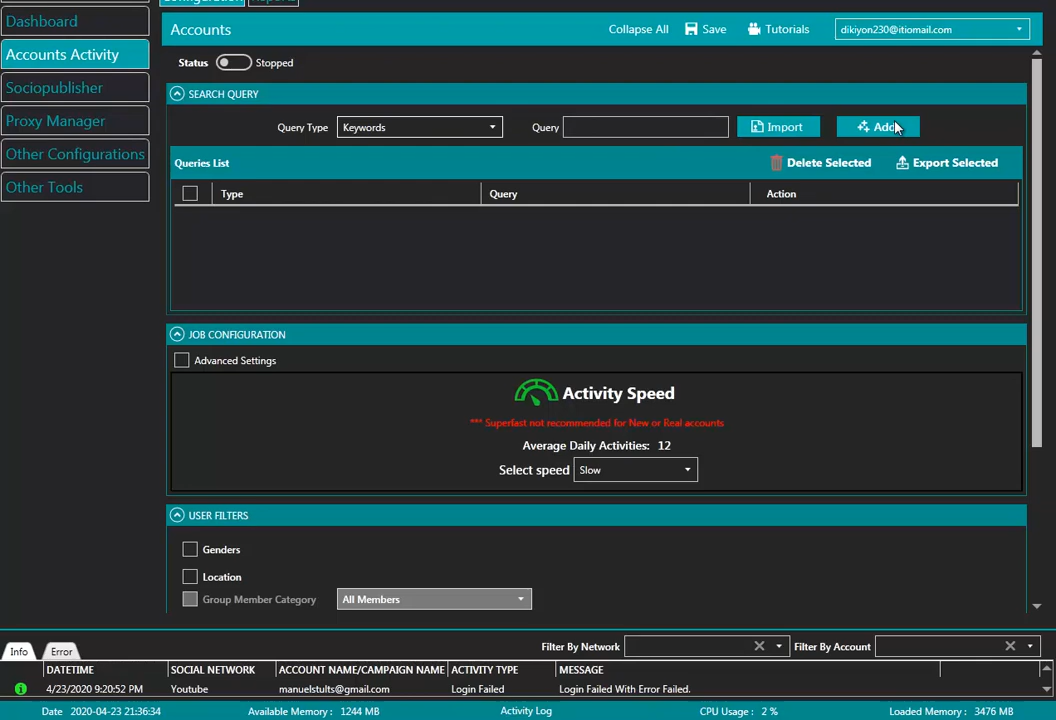 Configuration Reports
Dashboard
Accounts Activity
Sociopublisher
Proxy Manager
Other Configurations
Other Tools
Accounts Collapse All Save Tutorials dikiyon230@itiomail.com
Status Stopped
SEARCH QUERY
Query Type Keywords Query Import Add
Queries List Delete Selected Export Selected
Type Query Action
JOB CONFIGURATION
Advanced Settings
Activity Speed
*** Superfast not recommended for New or Real accounts
Average Daily Activities: 12
Select speed Slow
USER FILTERS
Genders
Location
Group Member Category All Members
Info Error Filter By Network Filter By Account
DATETIME SOCIAL NETWORK ACCOUNT NAME/CAMPAIGN NAME ACTIVITY TYPE MESSAGE
4/23/2020 9:20:52 PM Youtube manuelstults@gmail.com Login Failed Login Failed With Error Failed.
Date 2020-04-23 21:36:34 Available Memory : 1244 MB Activity Log CPU Usage : 2 % Loaded Memory : 3476 MB